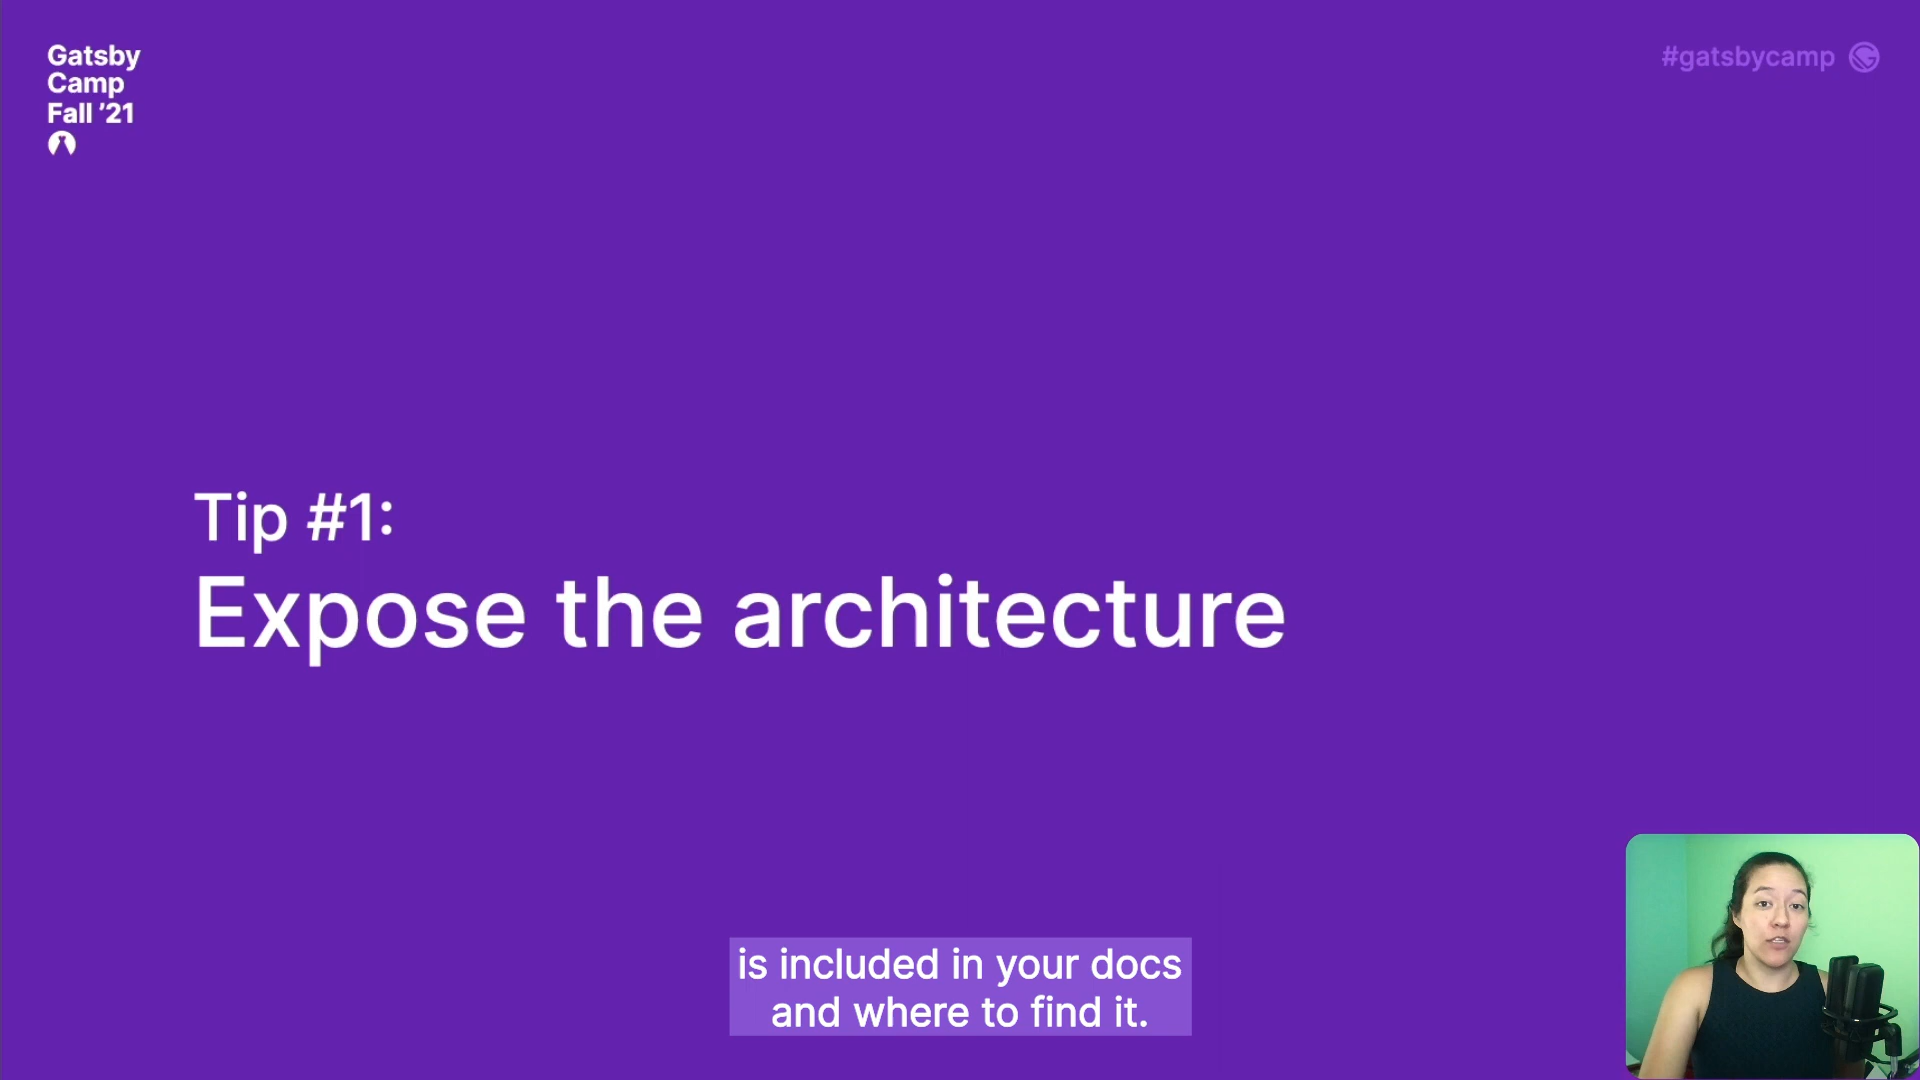 Gatsby
Camp
Fall ’21
#gatsbycamp
Tip #1:
Expose the architecture
is included in your docs
and where to find it.